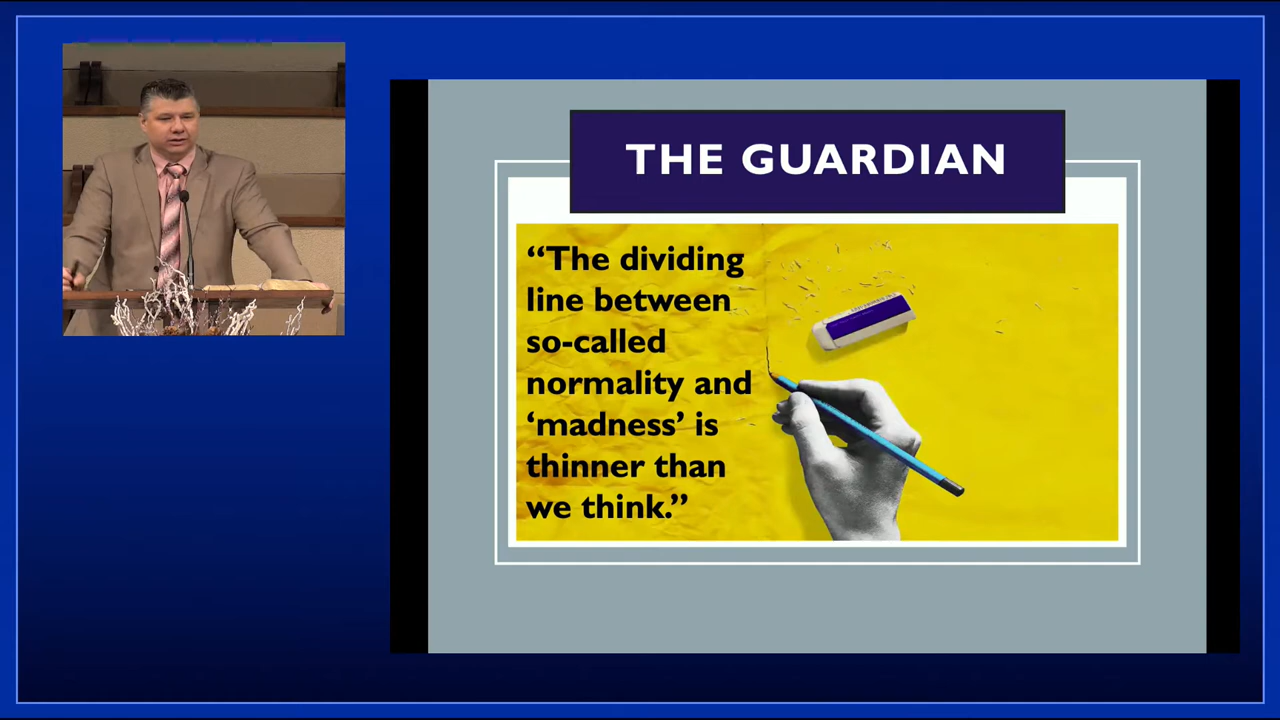 THE GUARDIAN
“The dividing
line between
so-called
normality and
‘madness’ is
thinner than
we think.”